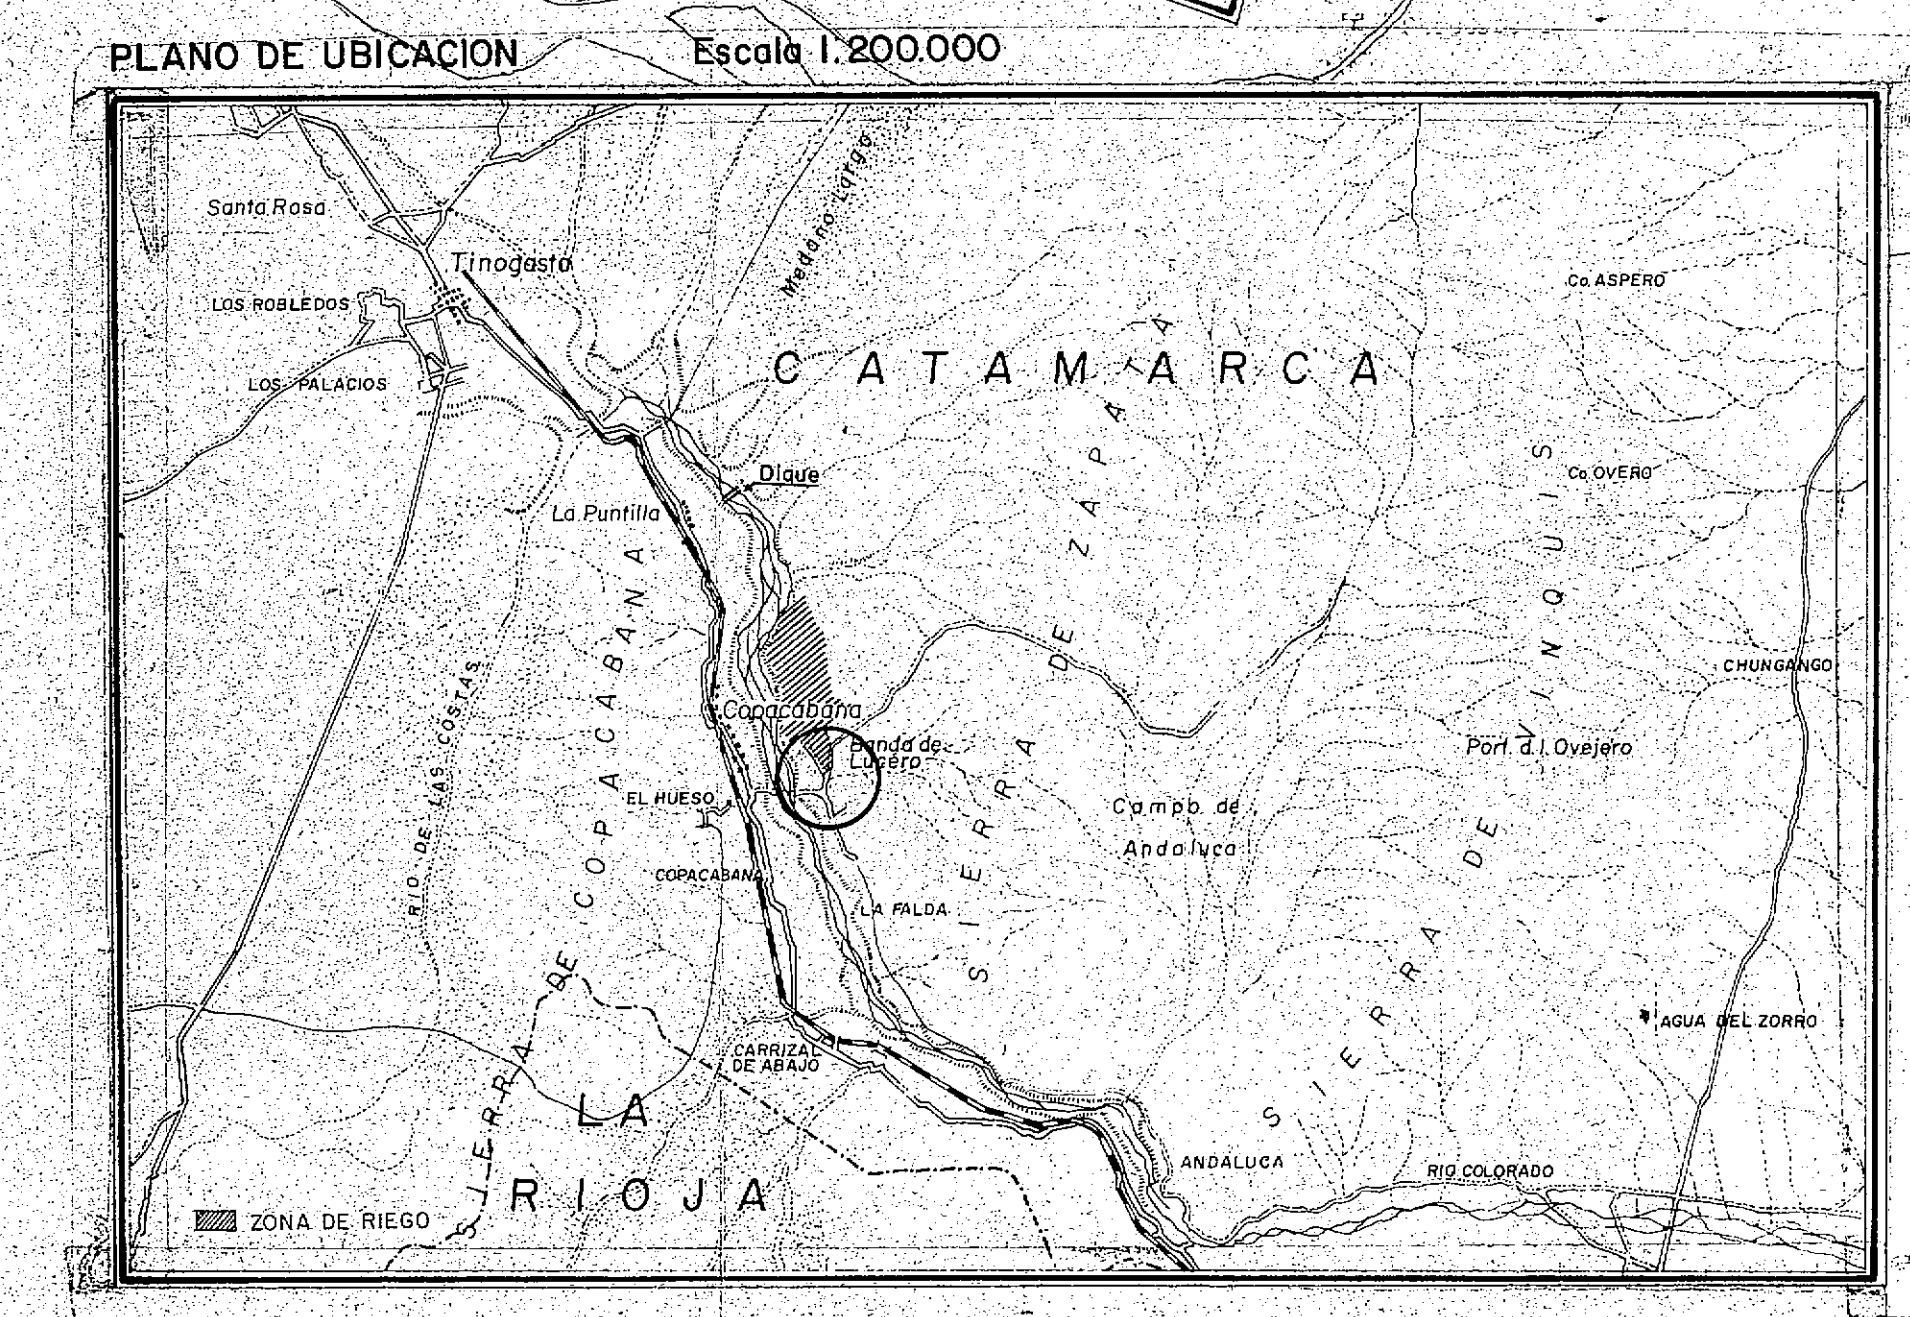 PLANO DE UBICACION
Escala 1.200.000
Santa Rosa
Tinogasta
Medano Largo
LOS ROBLEDOS
LOS PALACIOS
CATAMARCA
Co. ASPERO
Co. OVERO
Dique
La Puntilla
SIERRA DE ZAPATA
SIERRA DE VINQUIS
SIERRA DE COPACABANA
RIO DE LAS COSTAS
CHUNGANGO
Copacabana
Banda de
Lucero
Port. d.l. Ovejero
EL HUESO
Campo de
Andaluca
COPACABANA
LA FALDA
AGUA DEL ZORRO
CARRIZAL
DE ABAJO
LA
RIOJA
ANDALUCA
RIO COLORADO
ZONA DE RIEGO